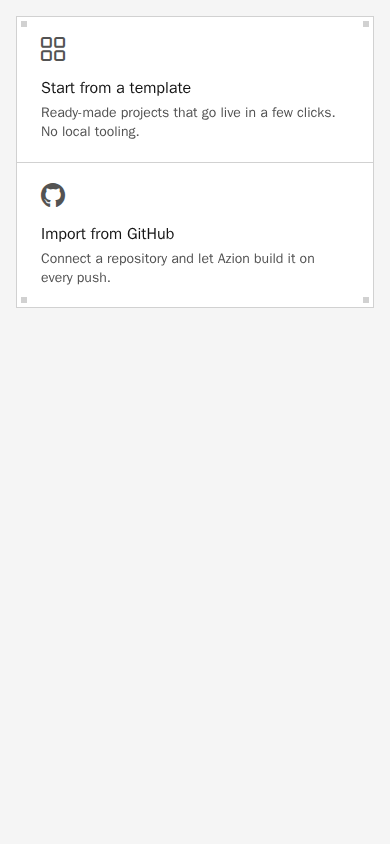 Start from a template
Ready-made projects that go live in a few clicks.
No local tooling.
Import from GitHub
Connect a repository and let Azion build it on
every push.